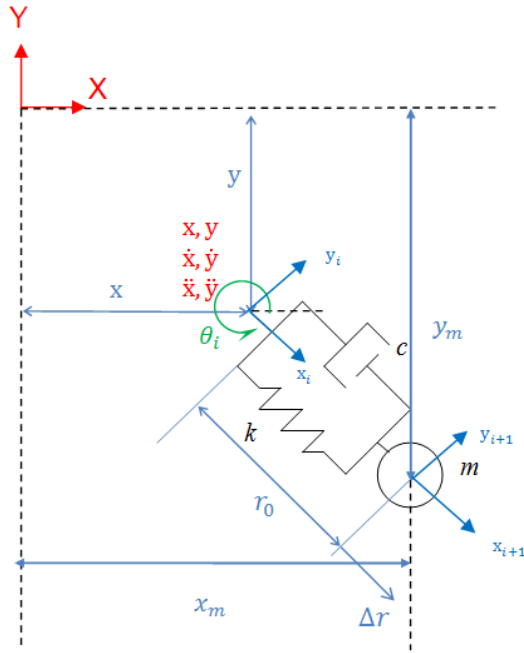 Y
X
y
x, y
ẋ, ẏ
ẍ, ÿ
x
θᵢ
yᵢ
xᵢ
c
yₘ
k
yᵢ₊₁
m
r₀
xᵢ₊₁
xₘ
Δr